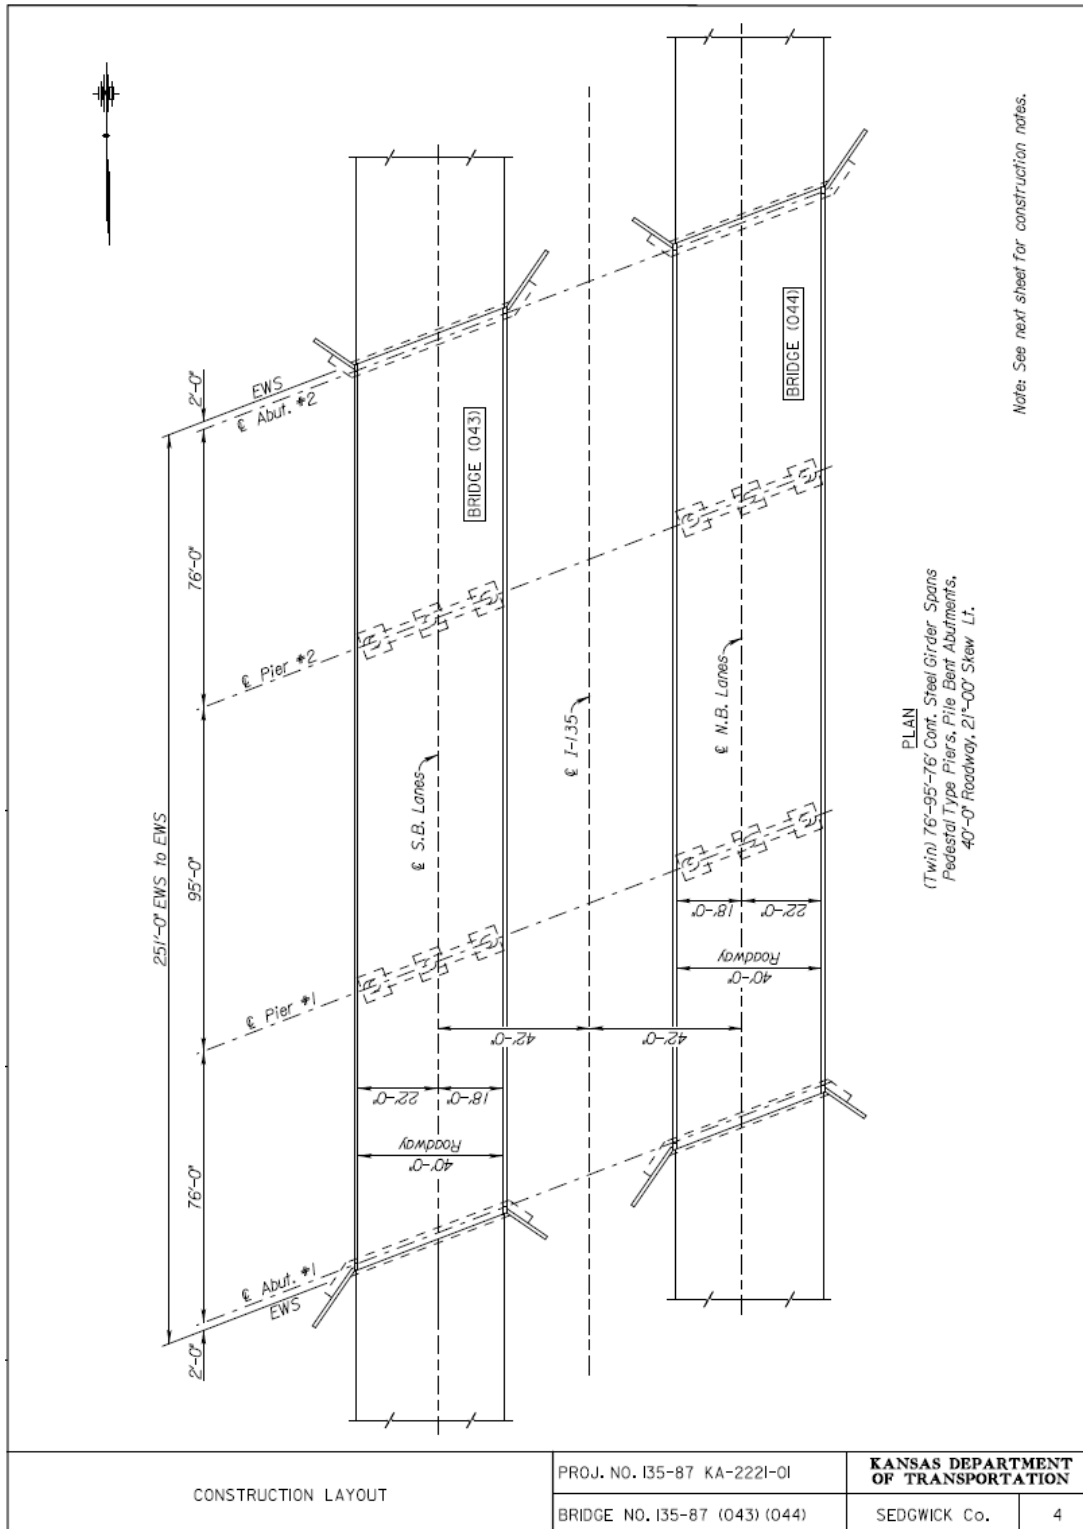 2'-0"
EWS
℄ Abut. #2
76'-0"
℄ Pier #2
251'-0" EWS to EWS
95'-0"
℄ Pier #1
76'-0"
℄ Abut. #1
EWS
2'-0"
BRIDGE (043)
℄ S.B. Lanes
℄ I-135
BRIDGE (044)
℄ N.B. Lanes
42'-0"
42'-0"
22'-0"
18'-0"
40'-0"
Roadway
18'-0"
22'-0"
40'-0"
Roadway
PLAN
(Twin) 76'-95'-76' Cont. Steel Girder Spans
Pedestal Type Piers, Pile Bent Abutments,
40'-0" Roadway, 21°-00' Skew Lt.
Note: See next sheet for construction notes.
CONSTRUCTION LAYOUT
PROJ. NO. 135-87 KA-2221-01
BRIDGE NO. 135-87 (043) (044)
KANSAS DEPARTMENT
OF TRANSPORTATION
SEDGWICK Co.
4